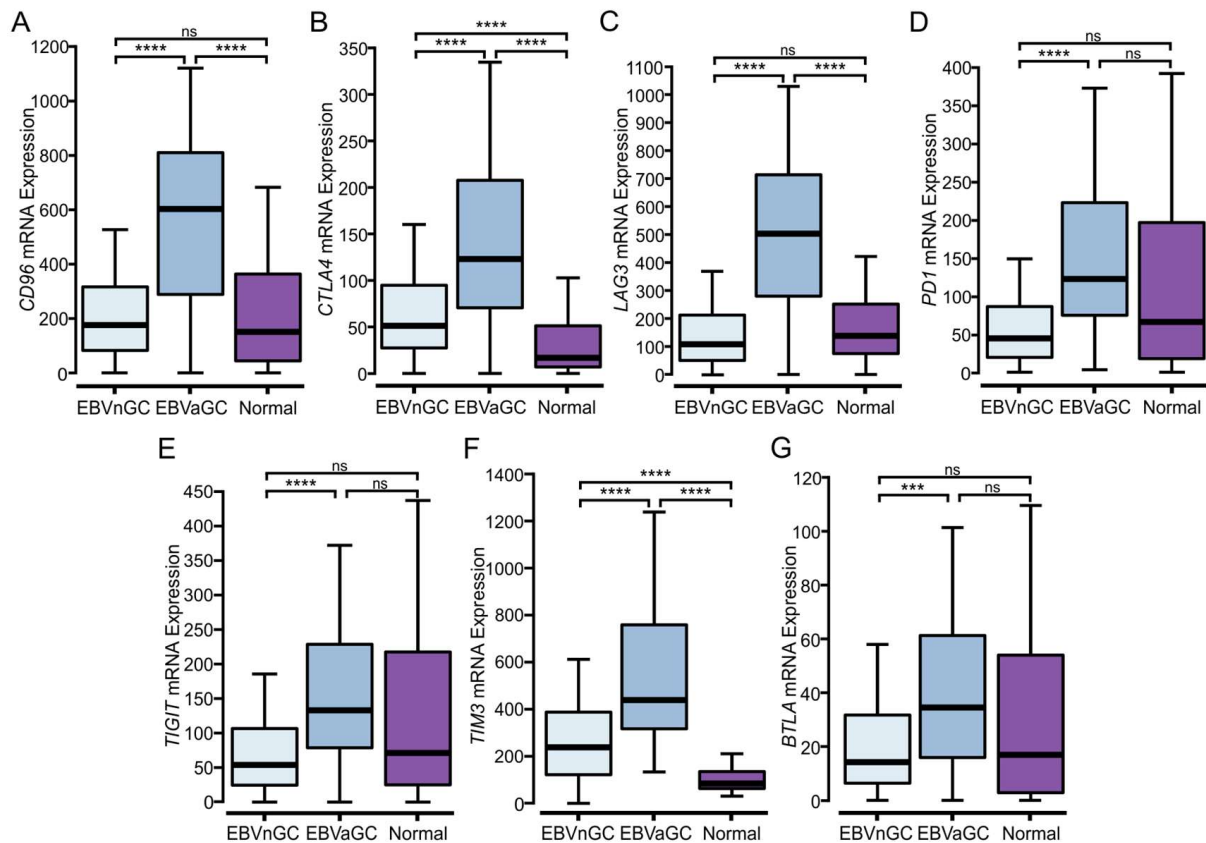 A
ns
**** ****
1200
1000
800
600
400
200
0
CD96 mRNA Expression
EBVnGC EBVaGC Normal
B
****
**** ****
350
300
250
200
150
100
50
0
CTLA4 mRNA Expression
EBVnGC EBVaGC Normal
C
ns
**** ****
1100
1000
900
800
700
600
500
400
300
200
100
0
LAG3 mRNA Expression
EBVnGC EBVaGC Normal
D
ns
**** ns
400
350
300
250
200
150
100
50
0
PD1 mRNA Expression
EBVnGC EBVaGC Normal
E
ns
**** ns
450
400
350
300
250
200
150
100
50
0
TIGIT mRNA Expression
EBVnGC EBVaGC Normal
F
****
**** ****
1400
1200
1000
800
600
400
200
0
TIM3 mRNA Expression
EBVnGC EBVaGC Normal
G
ns
*** ns
120
100
80
60
40
20
0
BTLA mRNA Expression
EBVnGC EBVaGC Normal